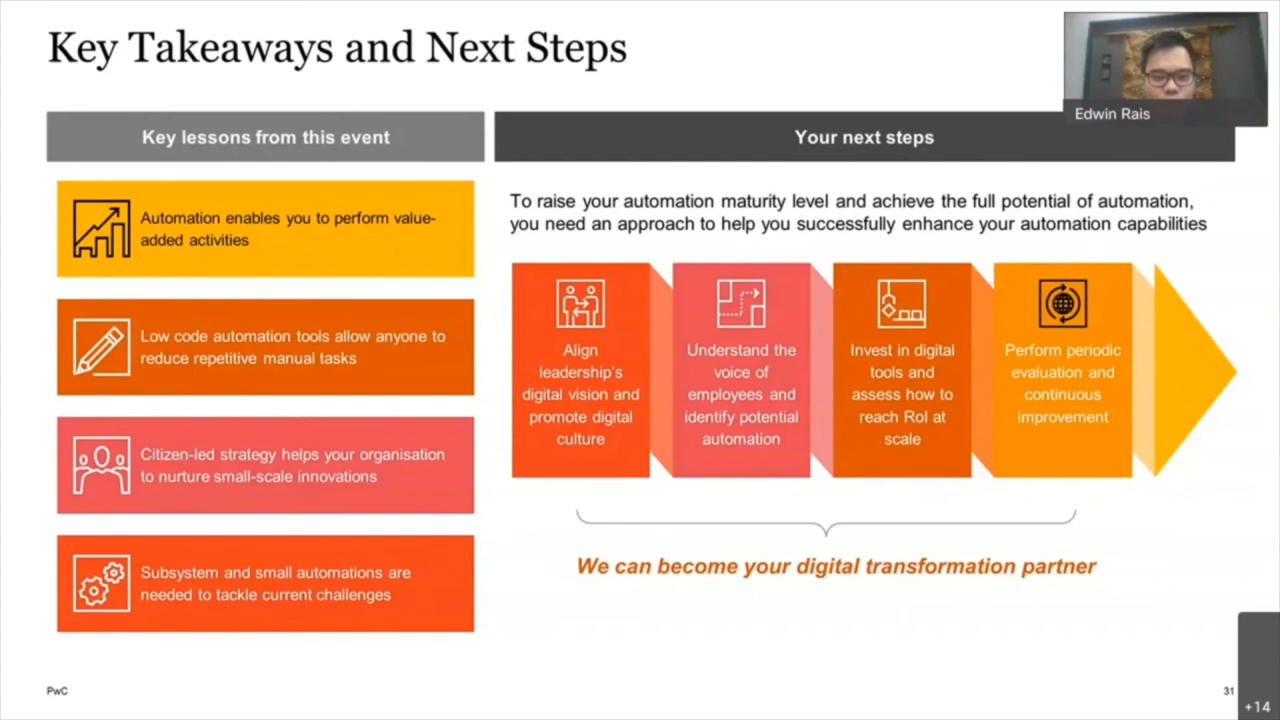 Key Takeaways and Next Steps
Edwin Rais
Key lessons from this event
Your next steps
Automation enables you to perform value-
added activities
Low code automation tools allow anyone to
reduce repetitive manual tasks
Citizen-led strategy helps your organisation
to nurture small-scale innovations
Subsystem and small automations are
needed to tackle current challenges
To raise your automation maturity level and achieve the full potential of automation,
you need an approach to help you successfully enhance your automation capabilities
Align
leadership's
digital vision and
promote digital
culture
Understand the
voice of
employees and
identify potential
automation
Invest in digital
tools and
assess how to
reach RoI at
scale
Perform periodic
evaluation and
continuous
improvement
We can become your digital transformation partner
PwC
31
+14